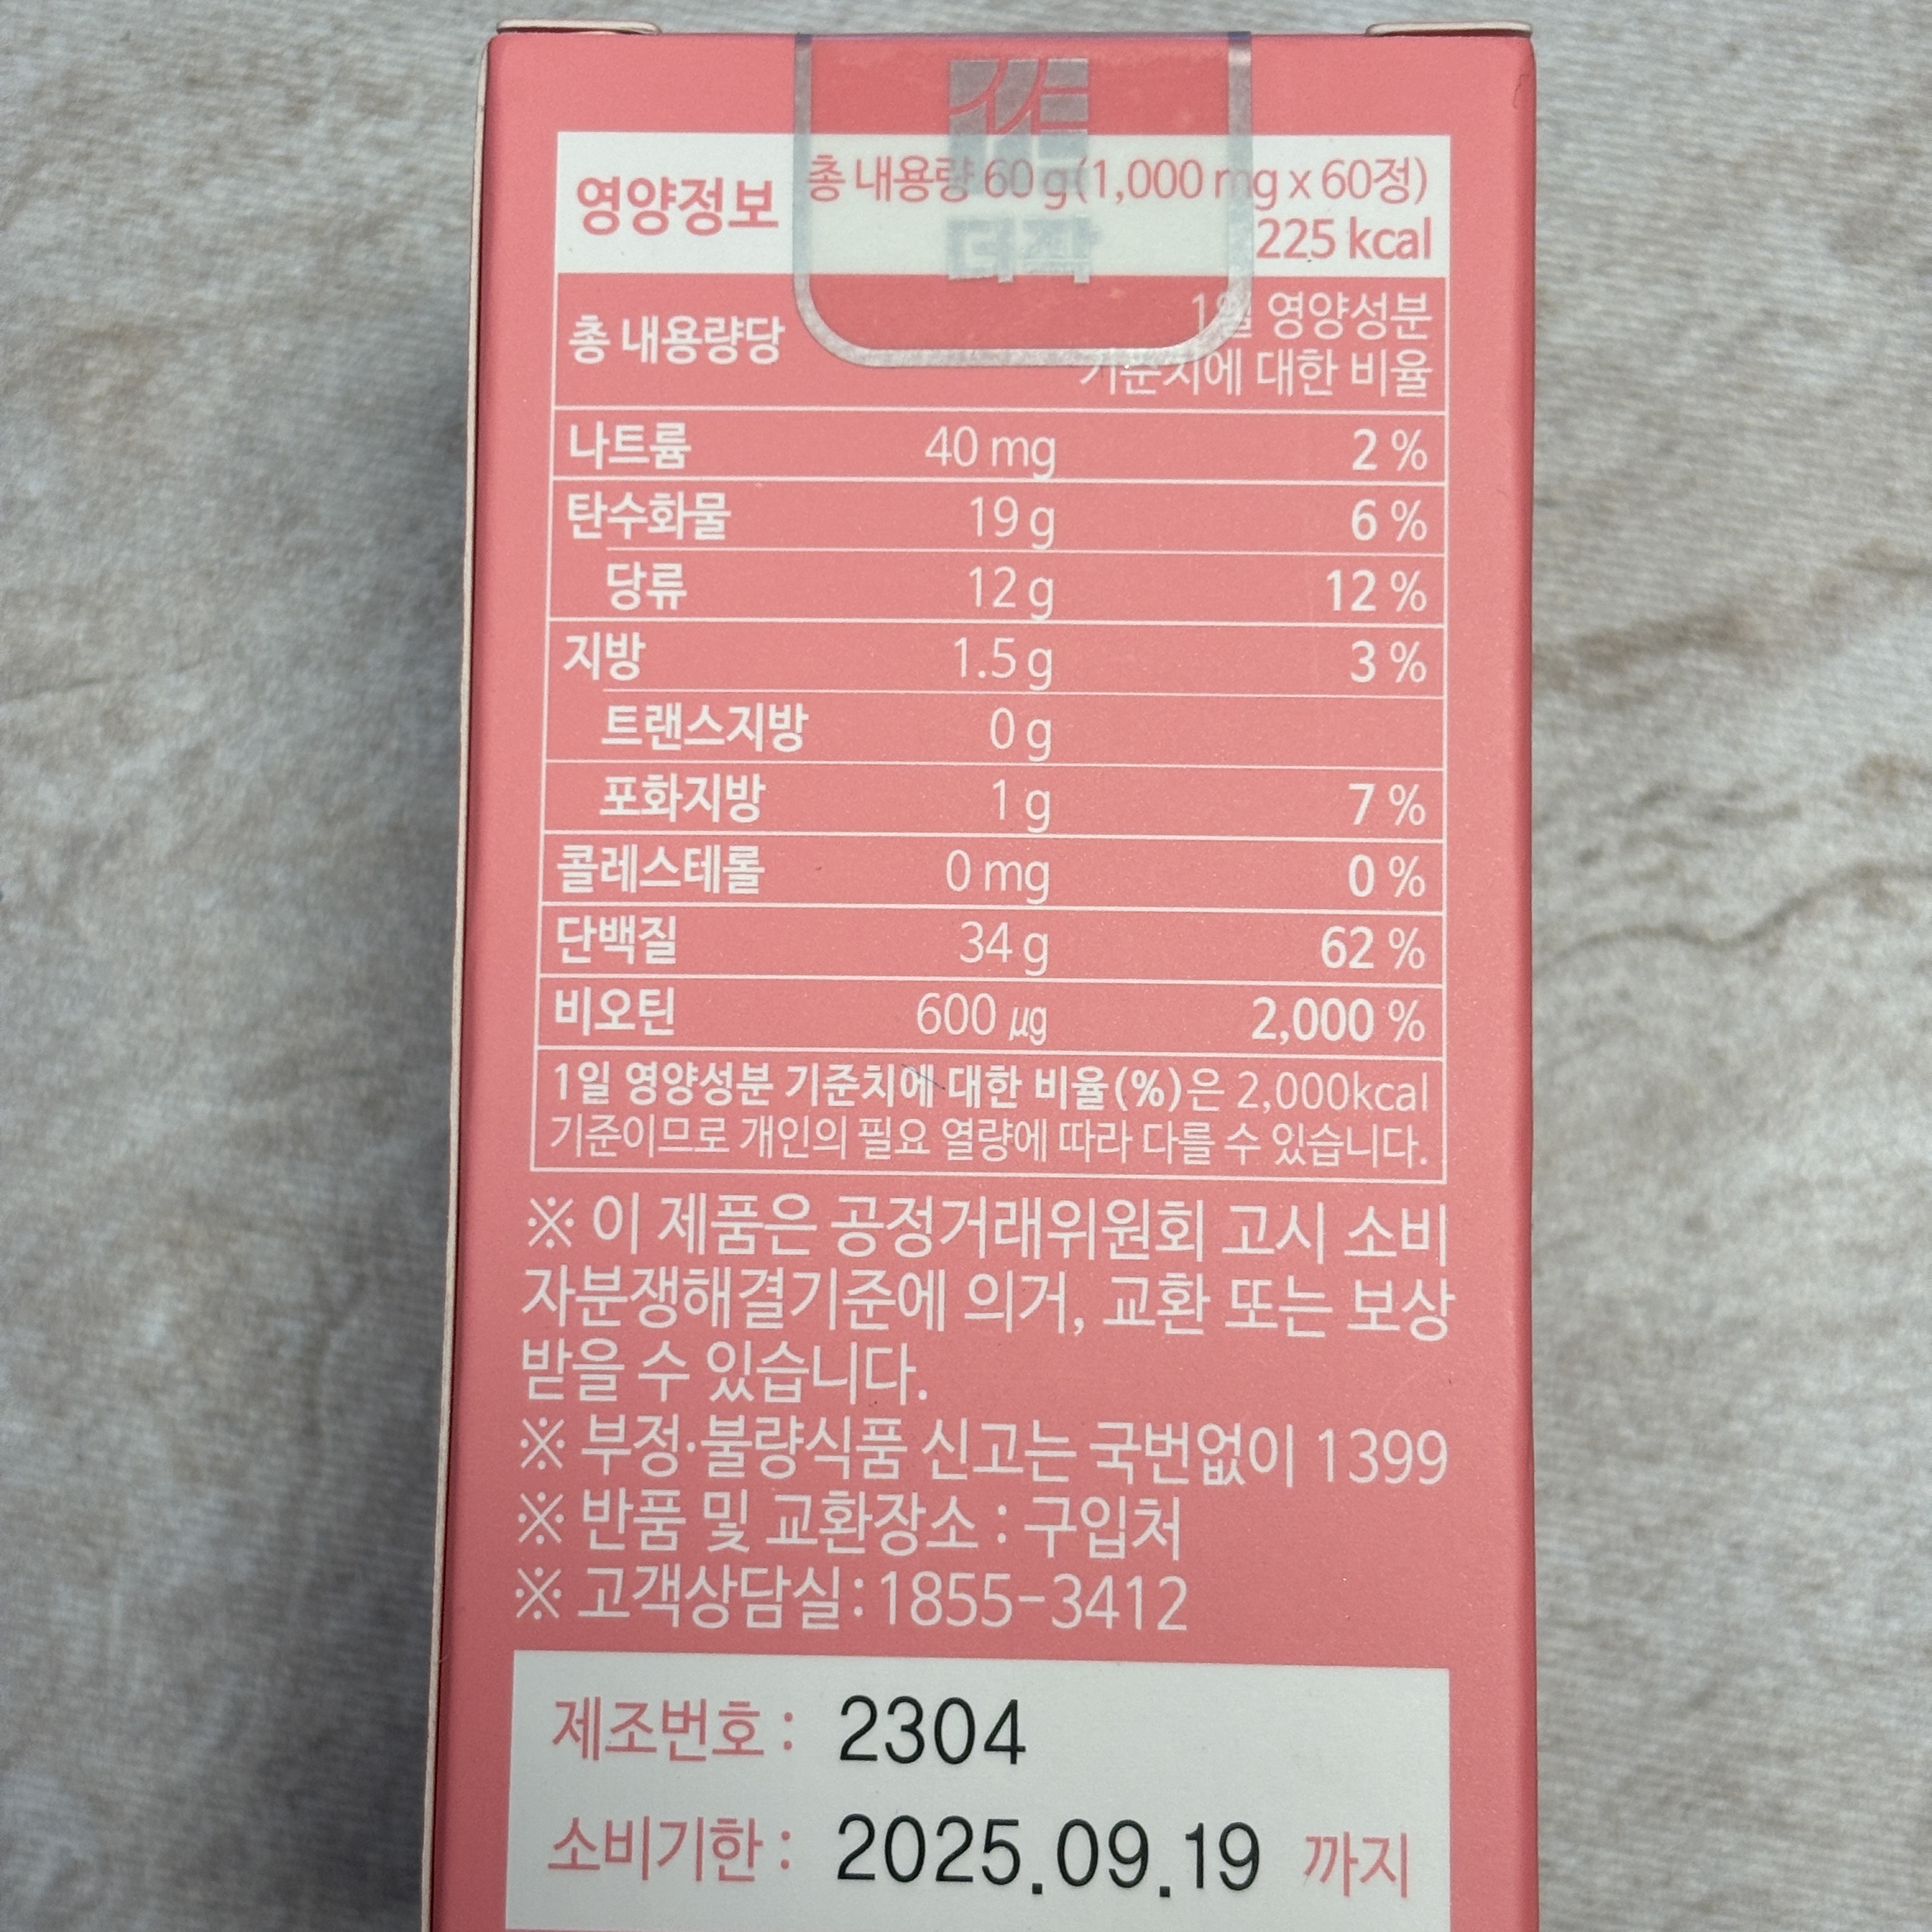 영양정보 총 내용량 60 g(1,000 mg x 60정)
225 kcal
더작
총 내용량당 1일 영양성분
기준치에 대한 비율
나트륨 40 mg 2 %
탄수화물 19 g 6 %
당류 12 g 12 %
지방 1.5 g 3 %
트랜스지방 0 g
포화지방 1 g 7 %
콜레스테롤 0 mg 0 %
단백질 34 g 62 %
비오틴 600 µg 2,000 %
1일 영양성분 기준치에 대한 비율(%)은 2,000kcal
기준이므로 개인의 필요 열량에 따라 다를 수 있습니다.
※ 이 제품은 공정거래위원회 고시 소비
자분쟁해결기준에 의거, 교환 또는 보상
받을 수 있습니다.
※ 부정·불량식품 신고는 국번없이 1399
※ 반품 및 교환장소 : 구입처
※ 고객상담실:1855-3412
제조번호 : 2304
소비기한 : 2025.09.19 까지